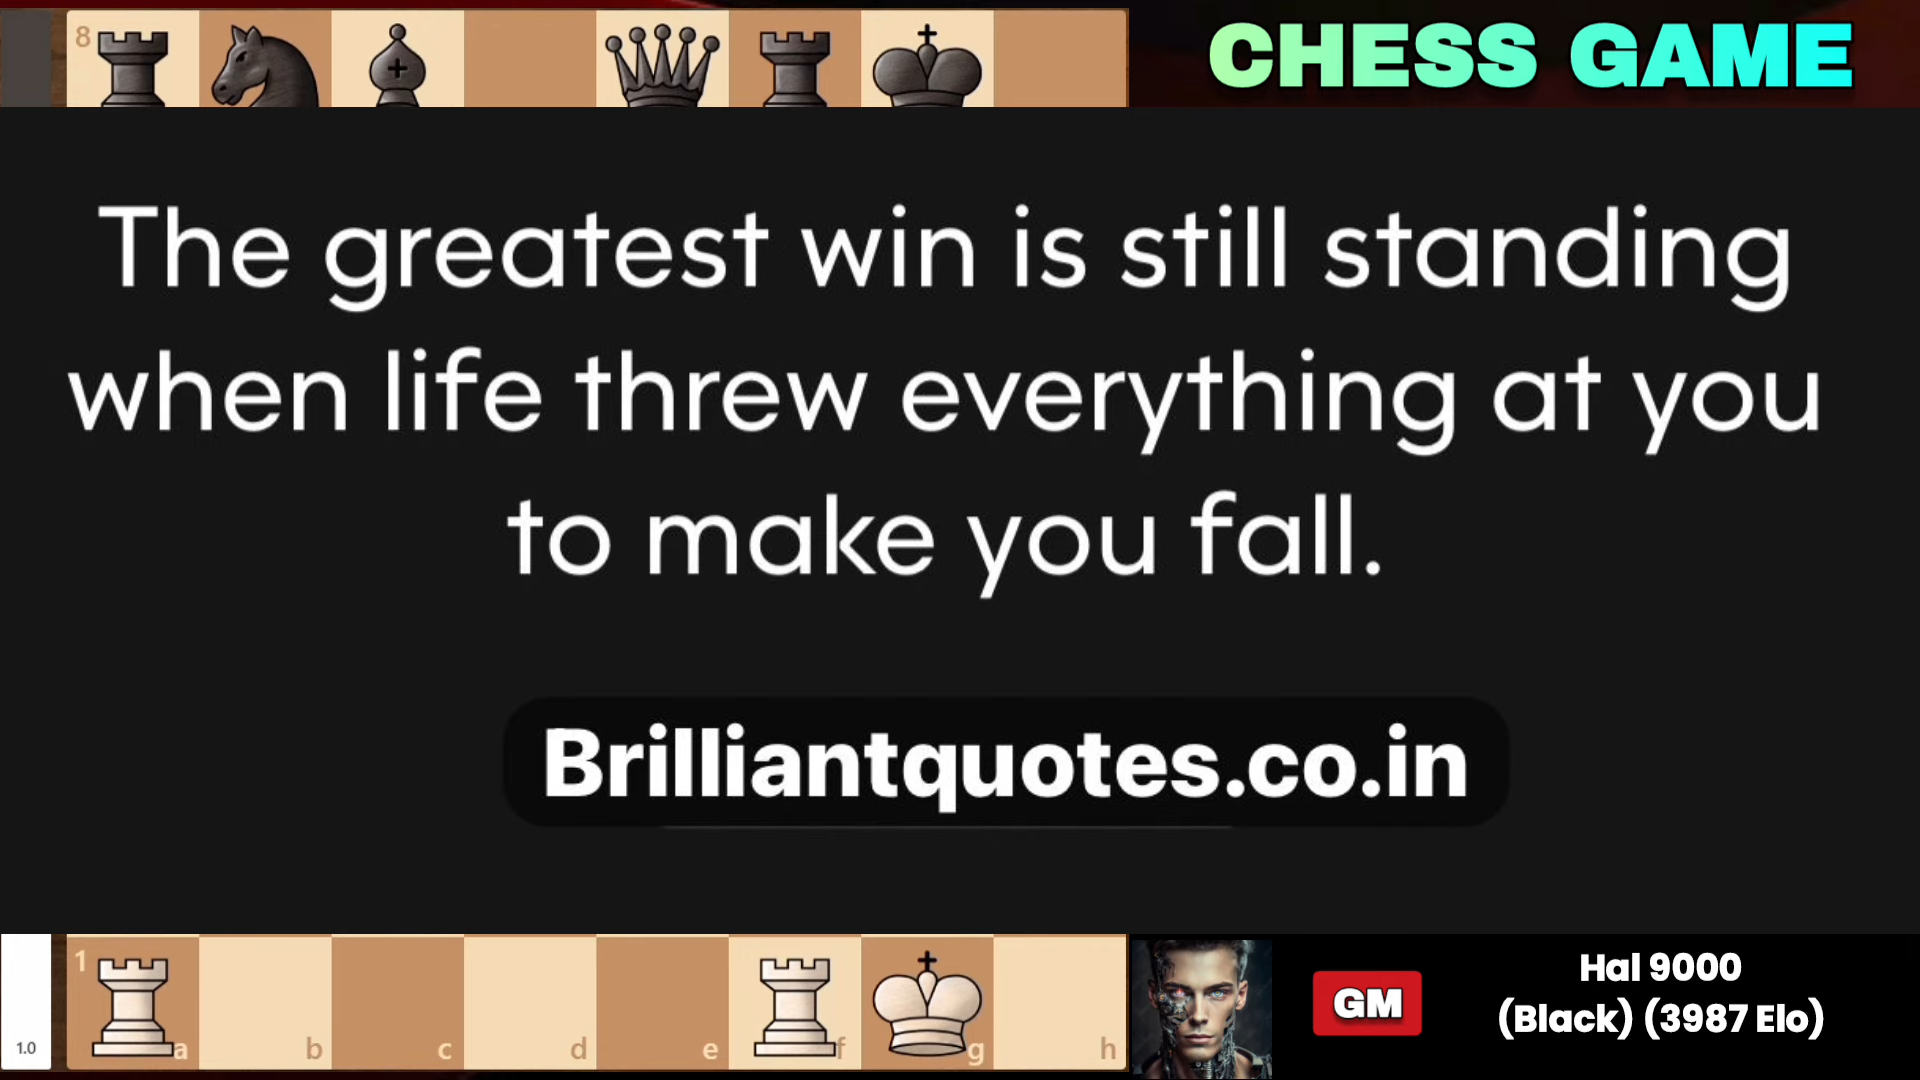 8
CHESS GAME
The greatest win is still standing
when life threw everything at you
to make you fall.
Brilliantquotes.co.in
1
1.0
a b c d e f g h
GM
Hal 9000
(Black) (3987 Elo)